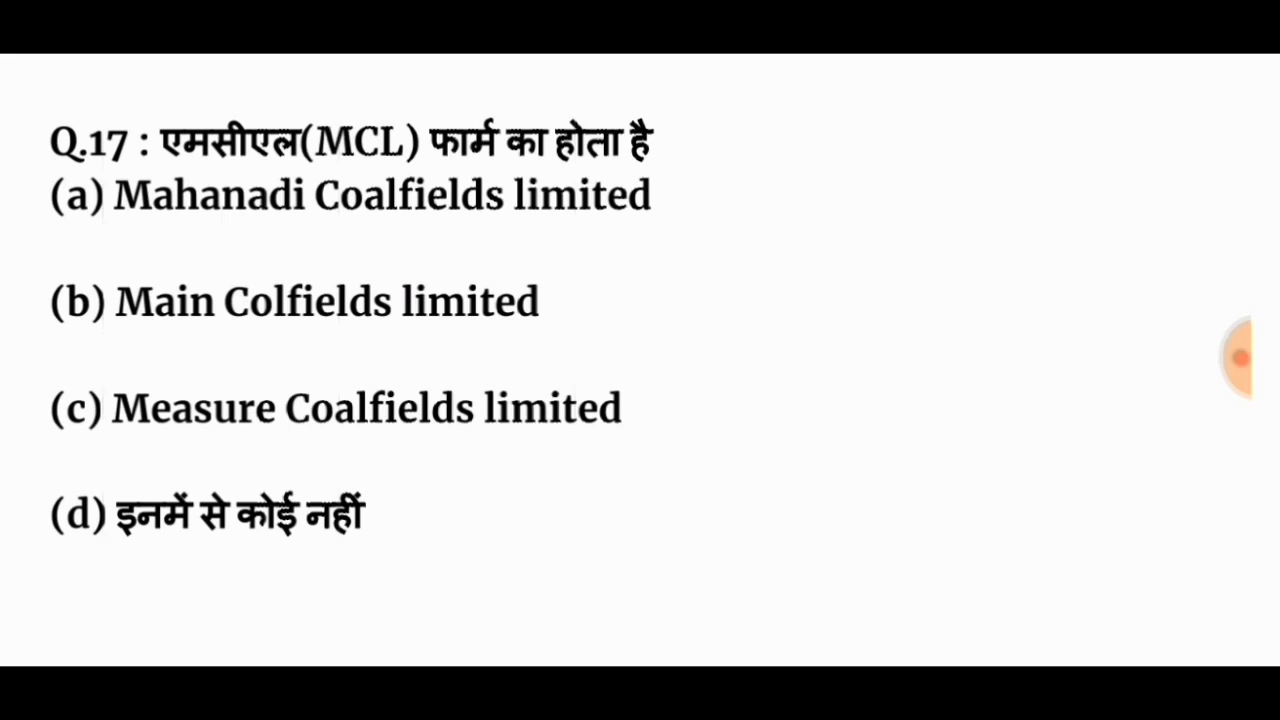 Q.17 : एमसीएल(MCL) फार्म का होता है
(a) Mahanadi Coalfields limited
(b) Main Colfields limited
(c) Measure Coalfields limited
(d) इनमें से कोई नहीं